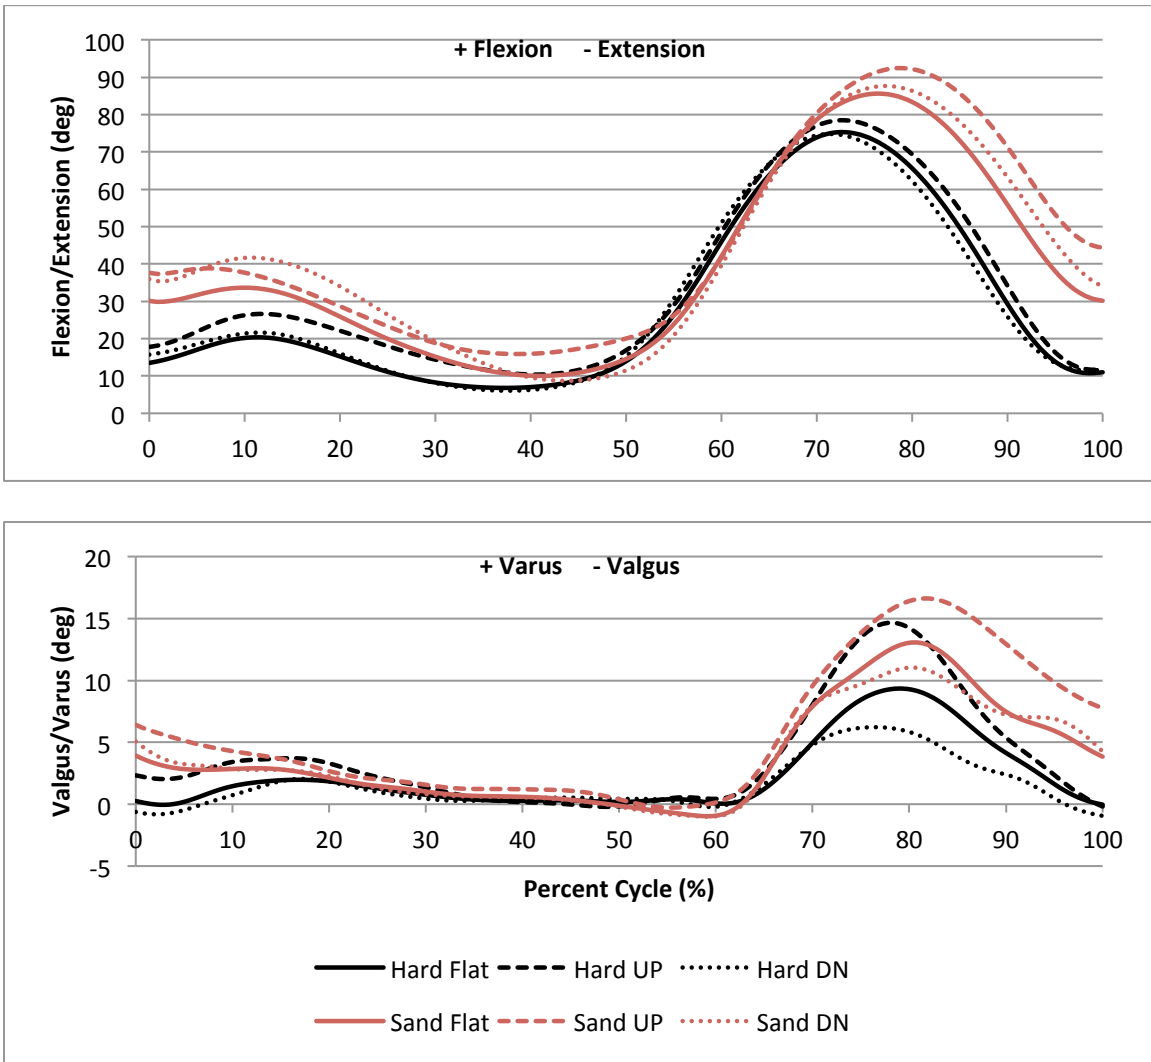 + Flexion - Extension
Flexion/Extension (deg)
100
90
80
70
60
50
40
30
20
10
0
0 10 20 30 40 50 60 70 80 90 100
+ Varus - Valgus
Valgus/Varus (deg)
20
15
10
5
0
-5
0 10 20 30 40 50 60 70 80 90 100
Percent Cycle (%)
Hard Flat Hard UP Hard DN
Sand Flat Sand UP Sand DN